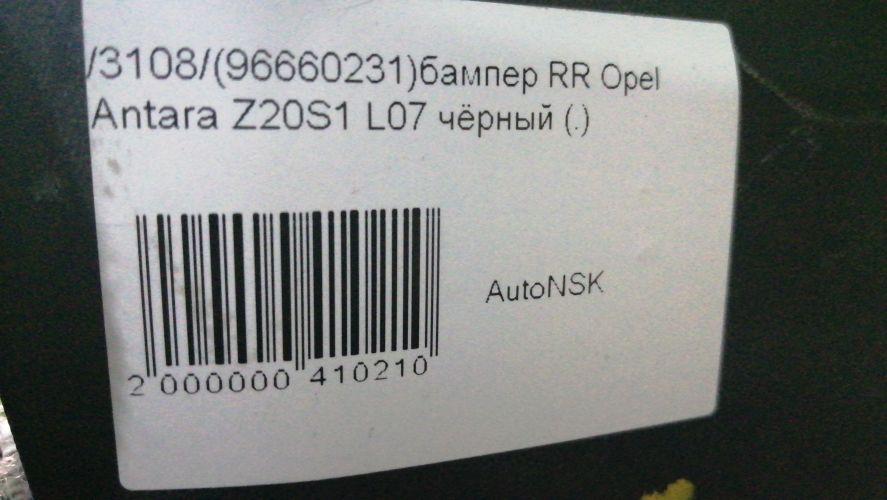 /3108/(96660231)бампер RR Opel
Antara Z20S1 L07 чёрный (.)
AutoNSK
2 000000 410210